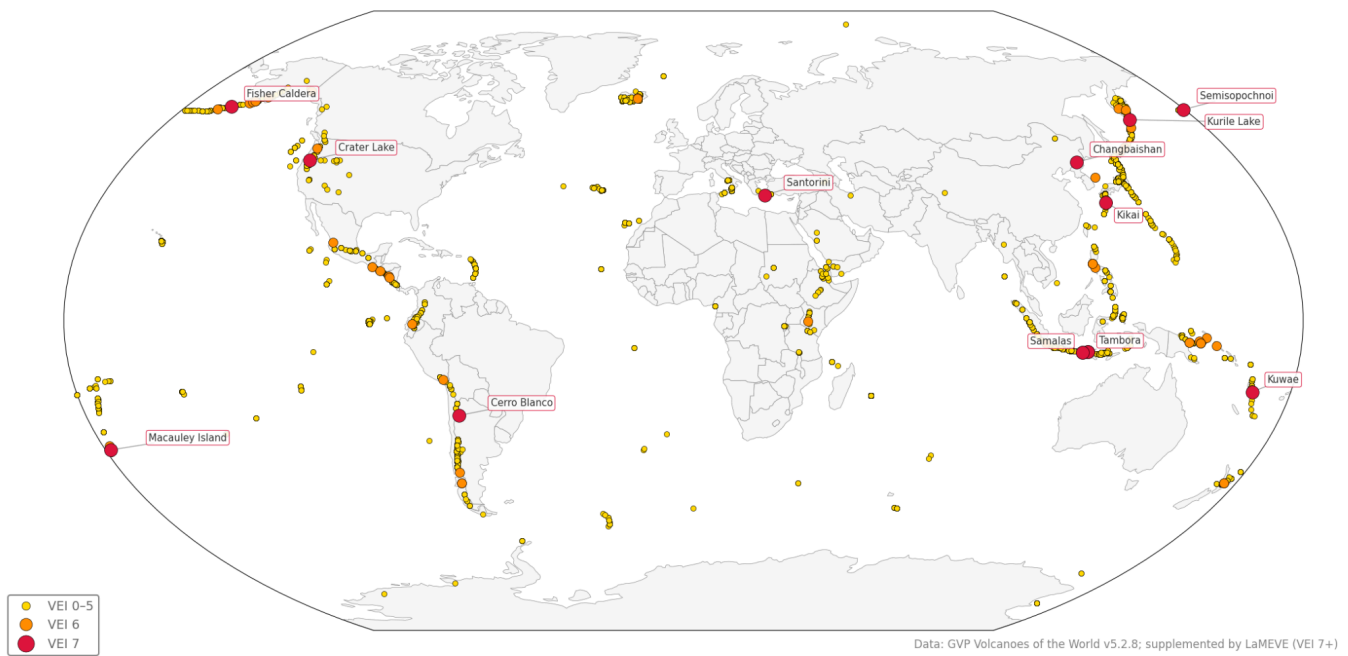 Fisher Caldera
Semisopochnoi
Kurile Lake
Crater Lake
Changbaishan
Santorini
Kikai
Samalas
Tambora
Kuwae
Cerro Blanco
Macauley Island
VEI 0–5
VEI 6
VEI 7
Data: GVP Volcanoes of the World v5.2.8; supplemented by LaMEVE (VEI 7+)